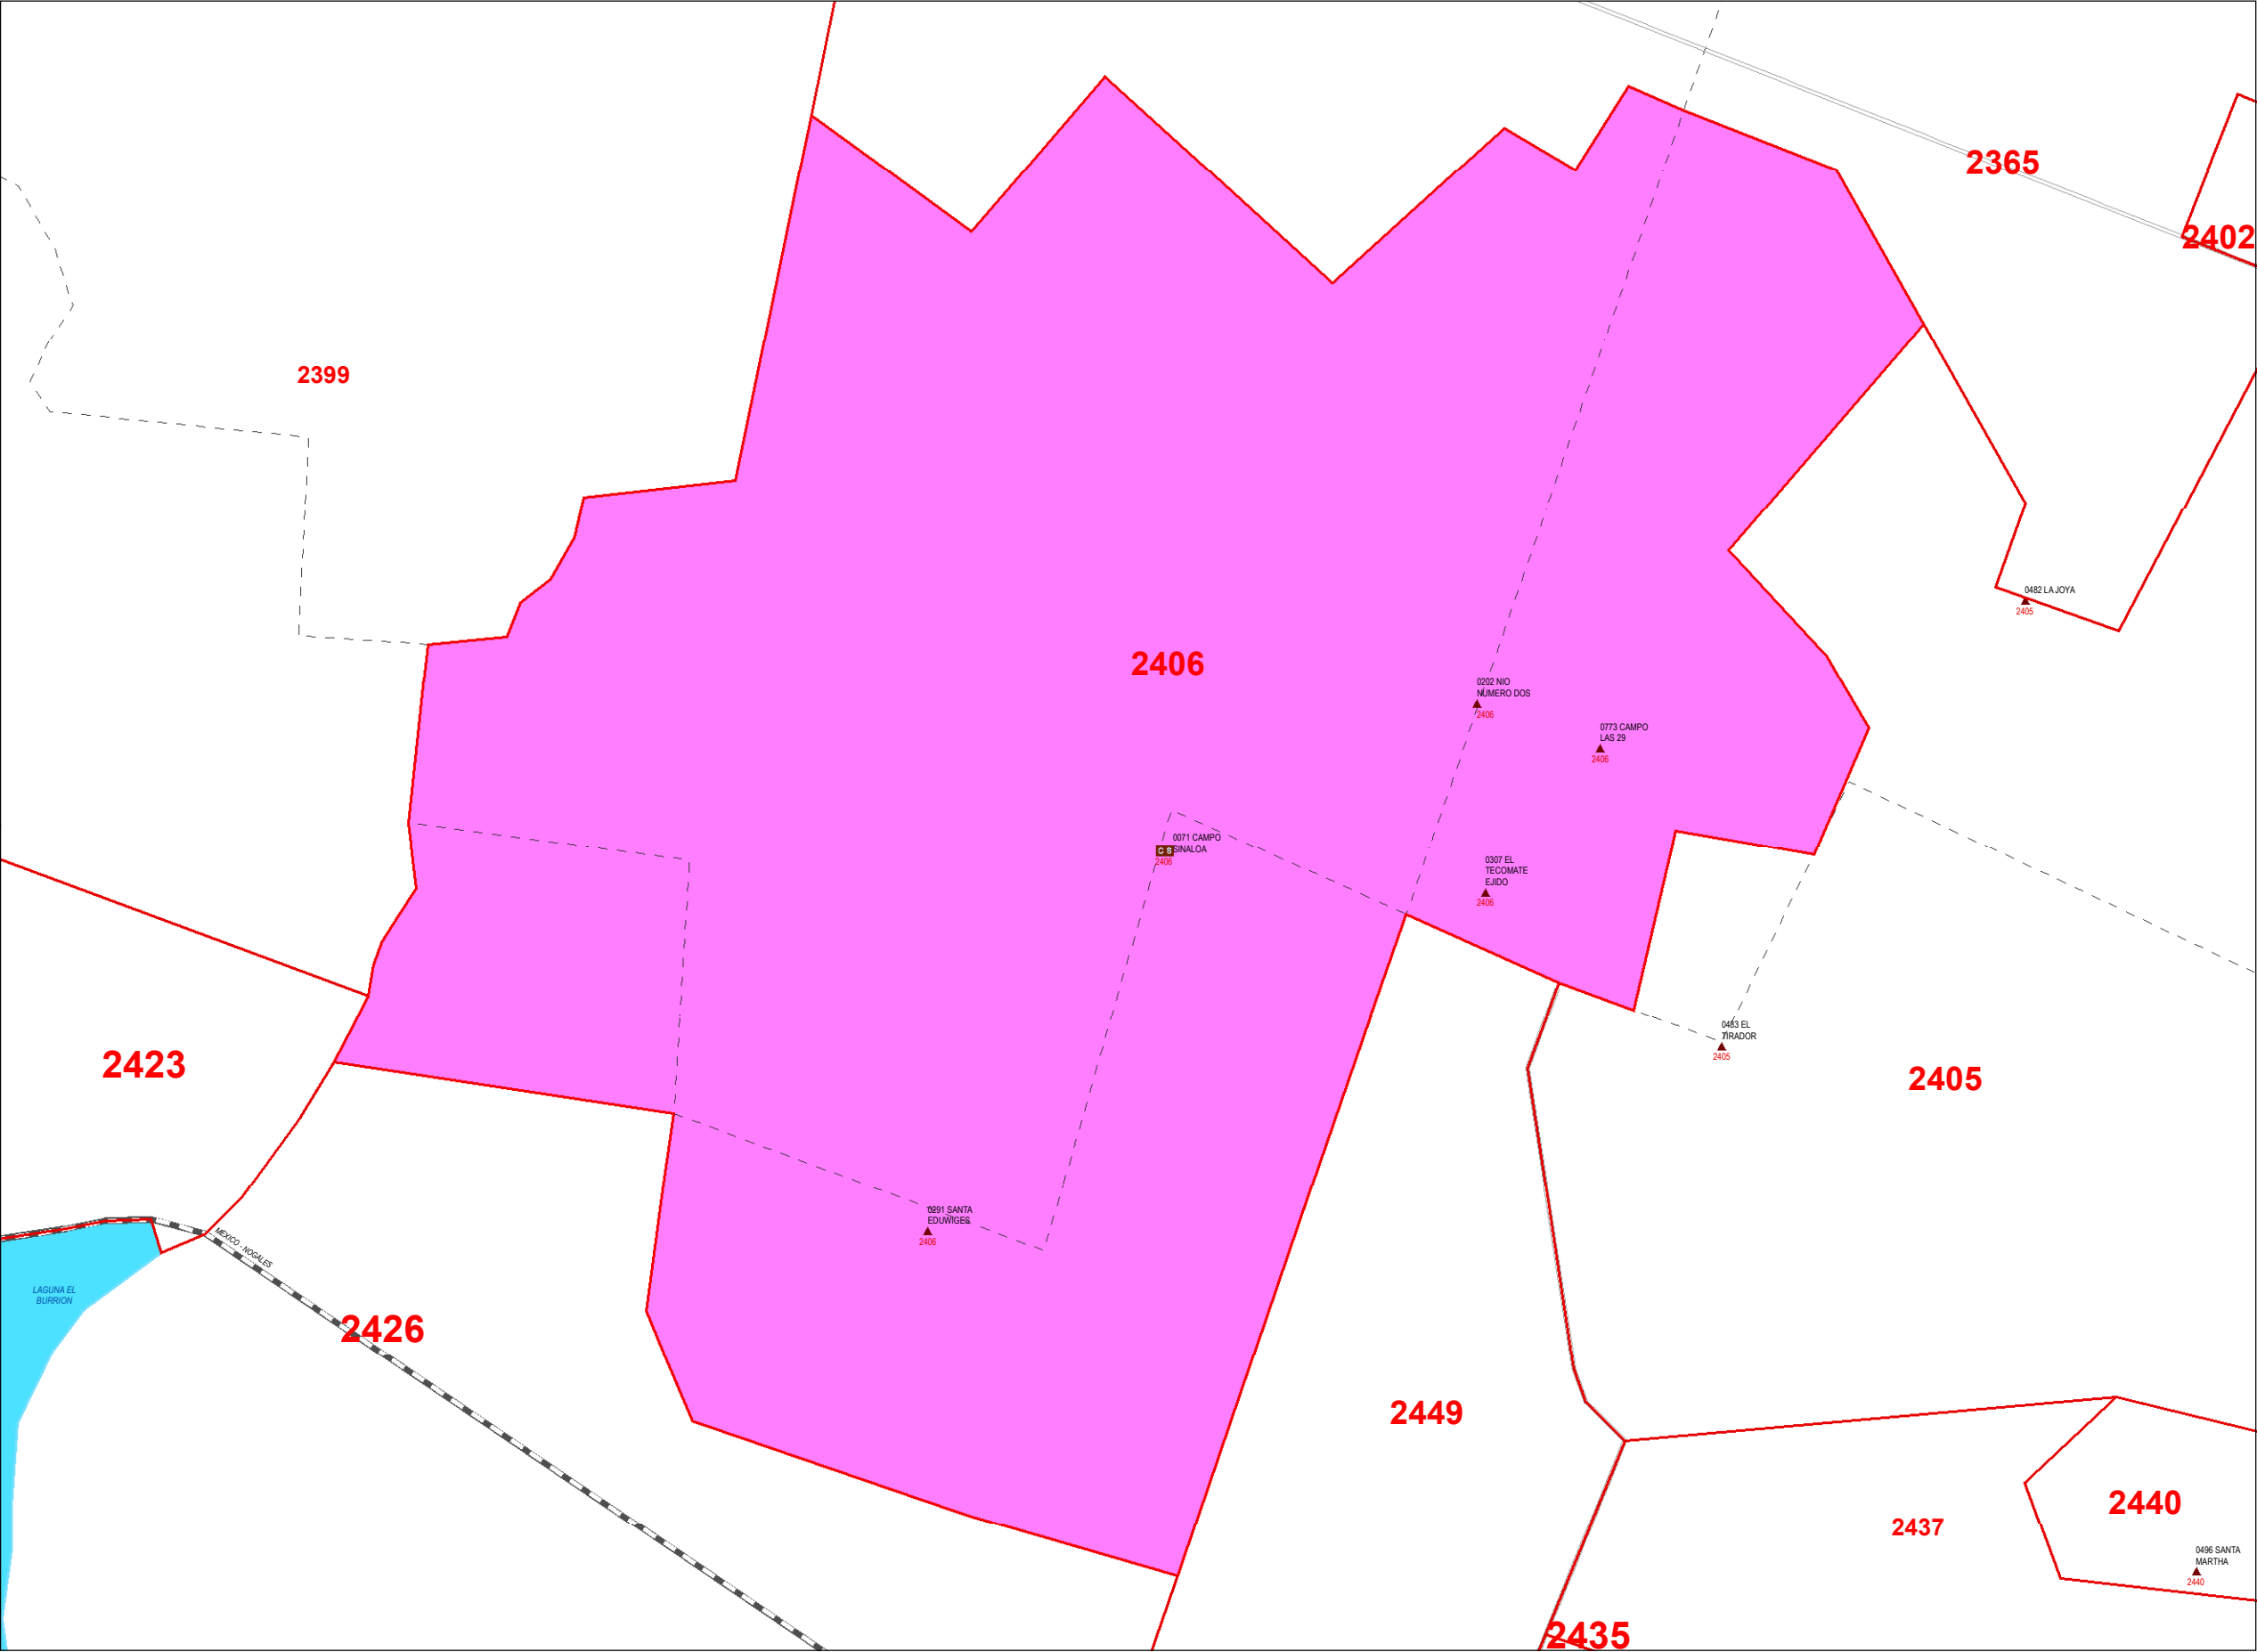 2365
2402
2399
0482 LA JOYA
2405
2406
0202 NIO
NUMERO DOS
2406
0773 CAMPO
LAS 29
2406
0071 CAMPO
SINALOA
C S
2406
0307 EL
TECOMATE
EJIDO
2406
0483 EL
TIRADOR
2405
2423
2405
0291 SANTA
EDUWIGES
2406
MEXICO - NOGALES
LAGUNA EL
BURRION
2426
2449
2440
2437
0496 SANTA
MARTHA
2440
2435